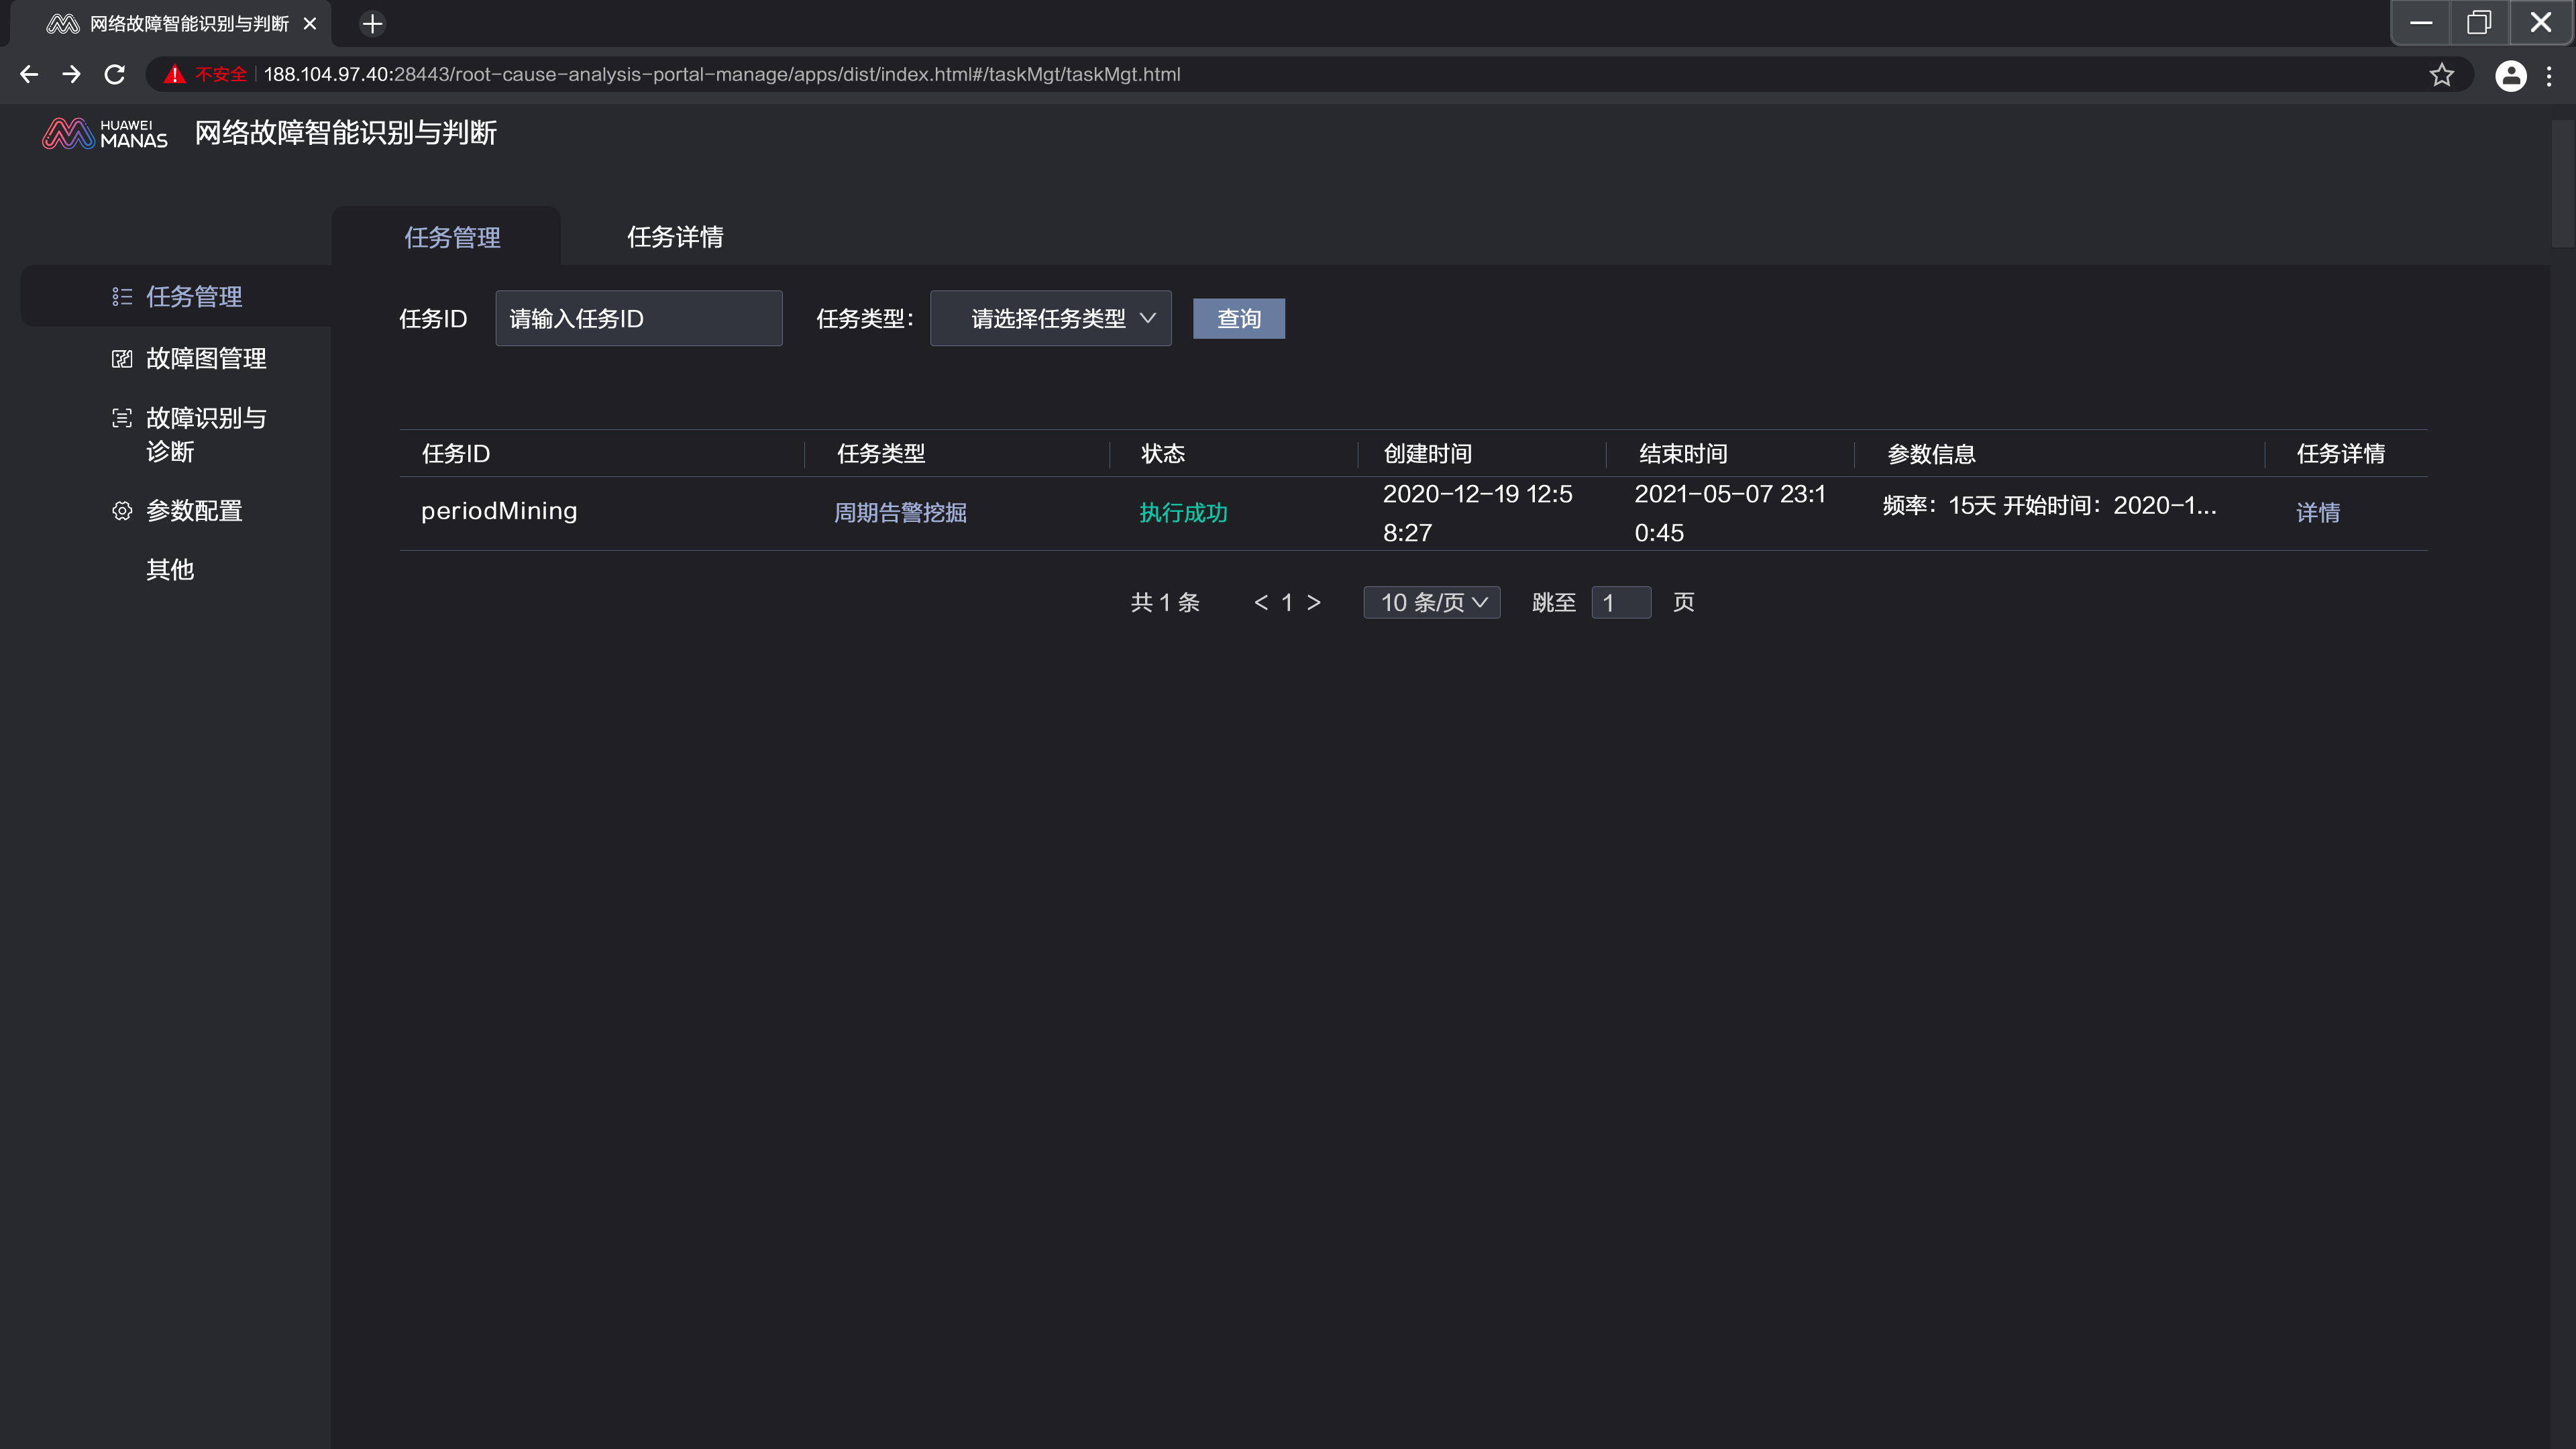 网络故障智能识别与判断
不安全 188.104.97.40:28443/root-cause-analysis-portal-manage/apps/dist/index.html#/taskMgt/taskMgt.html
HUAWEI
MANAS
网络故障智能识别与判断
任务管理 任务详情
任务管理
故障图管理
故障识别与
诊断
参数配置
其他
任务ID 请输入任务ID 任务类型: 请选择任务类型 查询
任务ID 任务类型 状态 创建时间 结束时间 参数信息 任务详情
periodMining 周期告警挖掘 执行成功 2020-12-19 12:5 2021-05-07 23:1 频率: 15天 开始时间: 2020-1... 详情
8:27 0:45
共 1 条 < 1 > 10 条/页 跳至 1 页